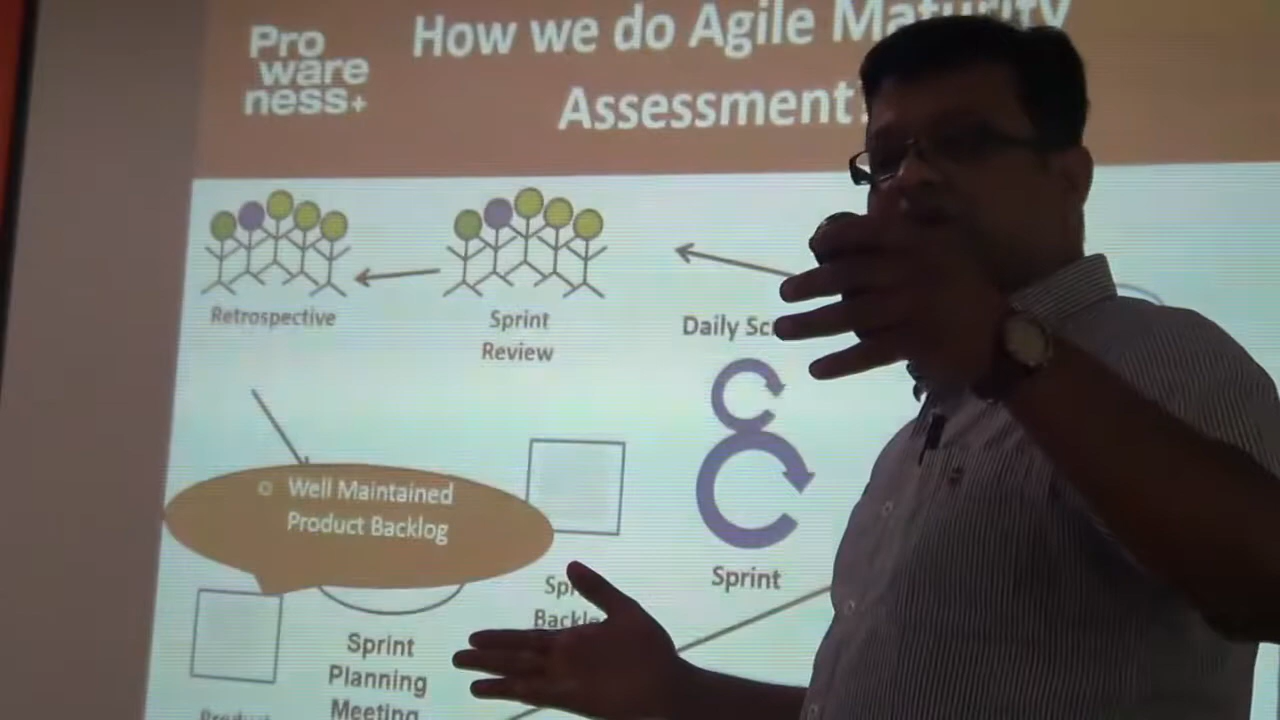 Pro
ware
ness+
How we do Agile Maturity
Assessment
Retrospective
Sprint
Review
Daily
Well Maintained
Product Backlog
Sprint
Sprint
Planning
Meeting